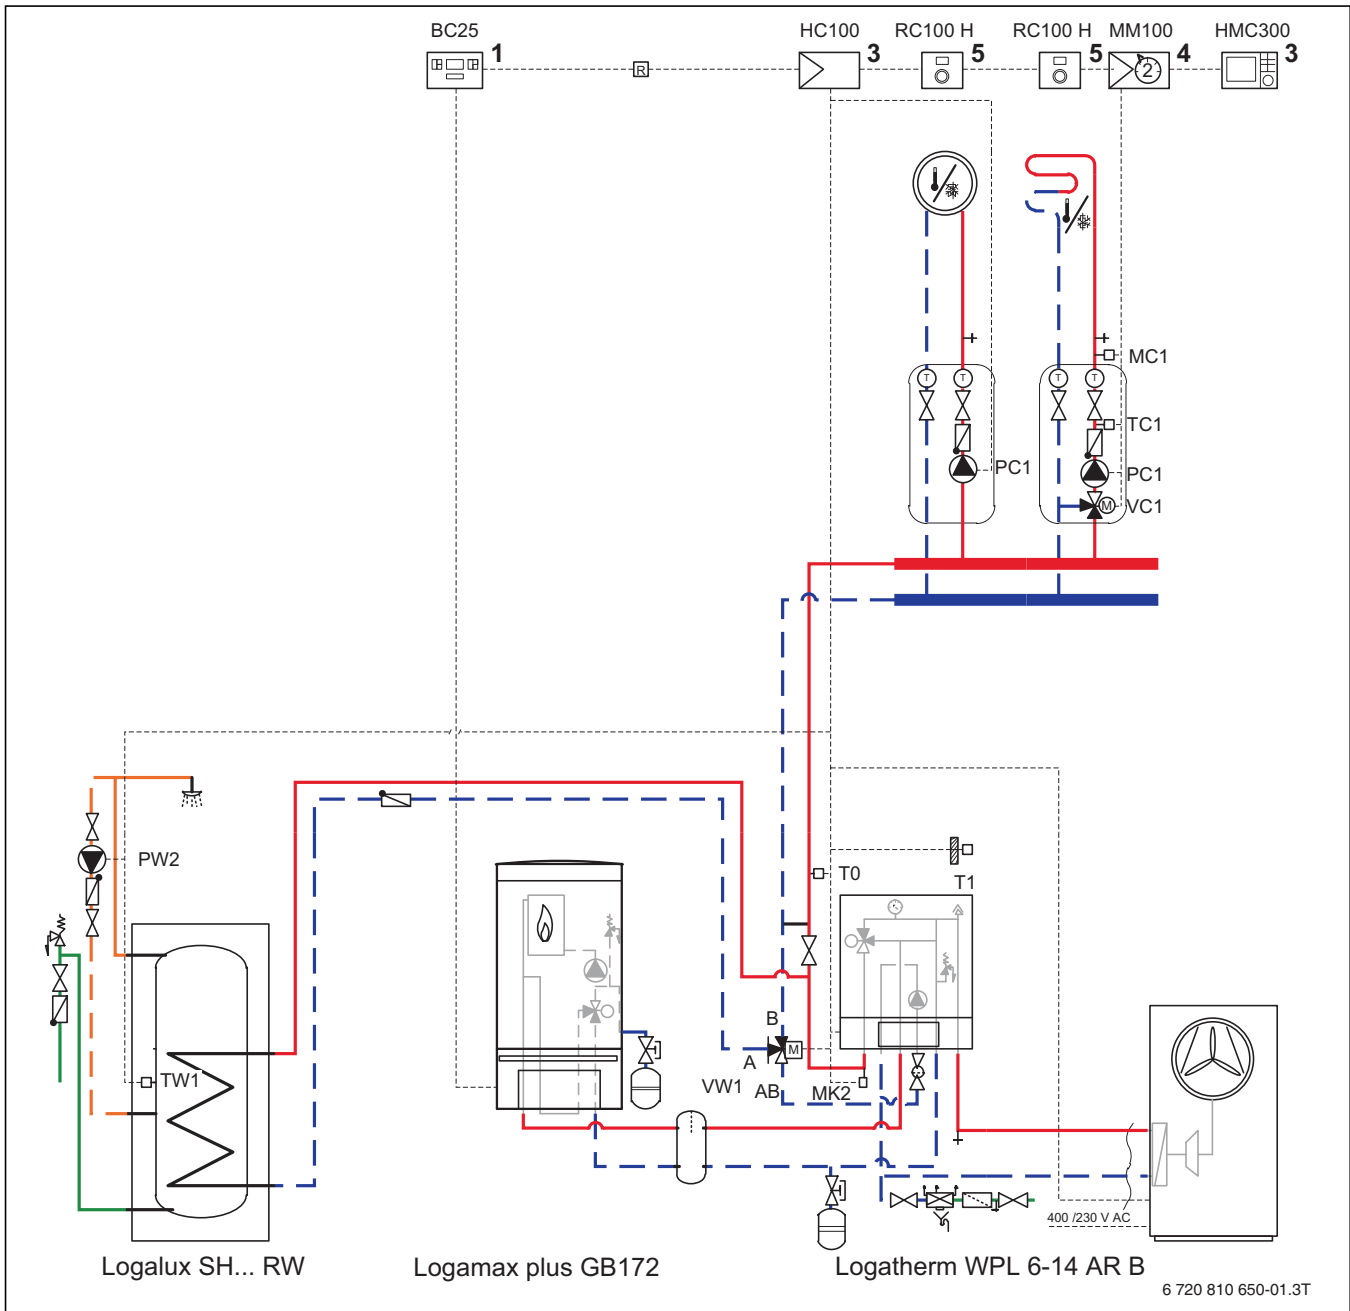 BC25
HC100
RC100 H
RC100 H
MM100
HMC300
1
R
3
5
5
2
4
3
MC1
T
T
T
T
TC1
PC1
PC1
M
VC1
PW2
T0
T1
B
M
A
TW1
VW1
AB
MK2
400 /230 V AC
Logalux SH... RW
Logamax plus GB172
Logatherm WPL 6-14 AR B
6 720 810 650-01.3T